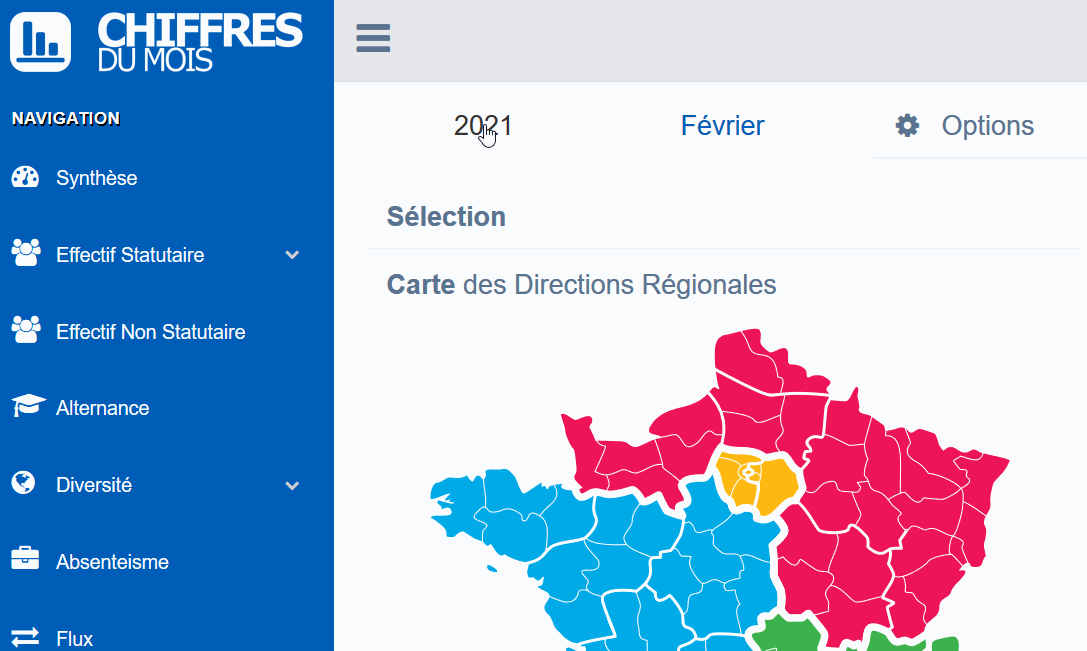 CHIFFRES
DU MOIS
NAVIGATION
Synthèse
Effectif Statutaire
Effectif Non Statutaire
Alternance
Diversité
Absenteisme
Flux
2021
Février
Options
Sélection
Carte des Directions Régionales